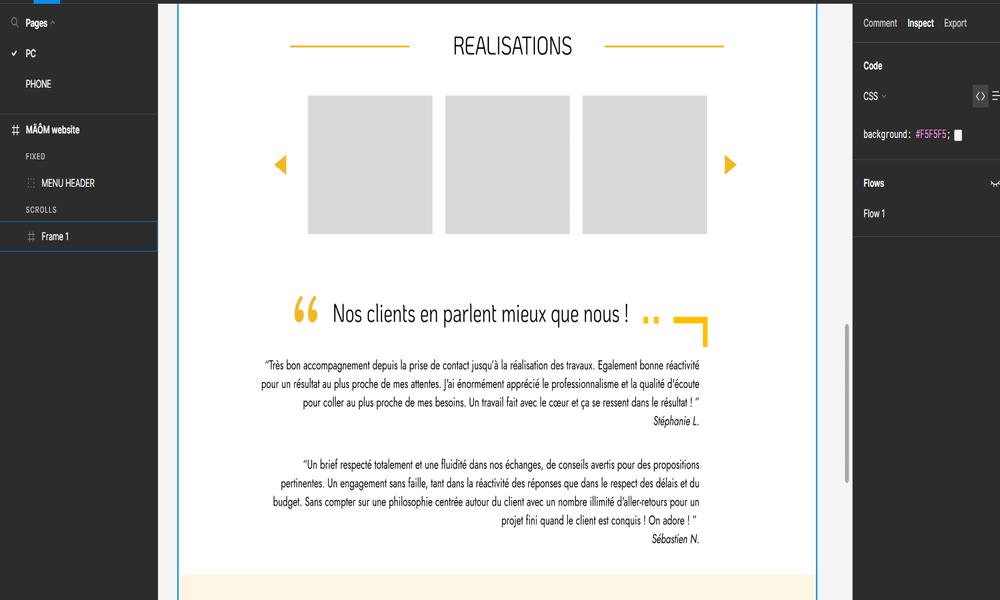 Pages
PC
PHONE
MÄÔM website
FIXED
MENU HEADER
SCROLLS
Frame 1
REALISATIONS
“ Nos clients en parlent mieux que nous !
“Très bon accompagnement depuis la prise de contact jusqu'à la réalisation des travaux. Egalement bonne réactivité
pour un résultat au plus proche de mes attentes. J'ai énormément apprécié le professionnalisme et la qualité d'écoute
pour coller au plus proche de mes besoins. Un travail fait avec le cœur et ça se ressent dans le résultat ! ”
Stéphanie L.
“Un brief respecté totalement et une fluidité dans nos échanges, de conseils avertis pour des propositions
pertinentes. Un engagement sans faille, tant dans la réactivité des réponses que dans le respect des délais et du
budget. Sans compter sur une philosophie centrée autour du client avec un nombre illimité d'aller-retours pour un
projet fini quand le client est conquis ! On adore ! ”
Sébastien N.
Comment Inspect Export
Code
CSS
background: #F5F5F5;
Flows
Flow 1